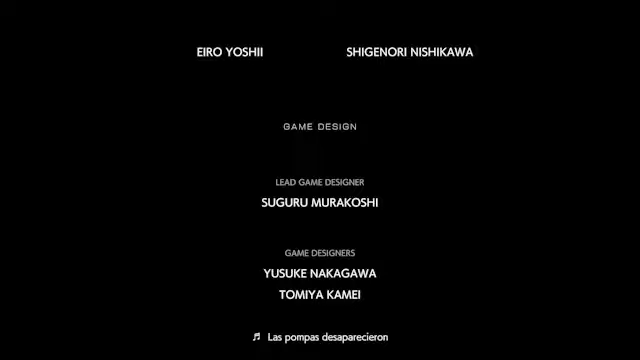 EIRO YOSHII SHIGENORI NISHIKAWA
GAME DESIGN
LEAD GAME DESIGNER
SUGURU MURAKOSHI
GAME DESIGNERS
YUSUKE NAKAGAWA
TOMIYA KAMEI
♬ Las pompas desaparecieron